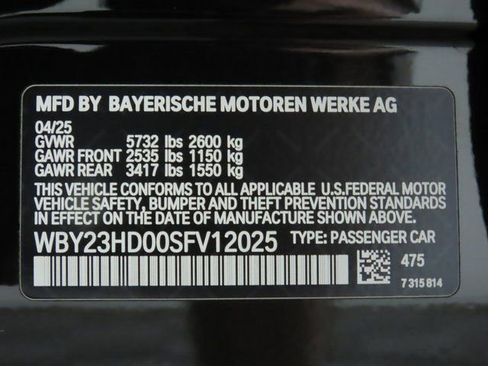 MFD BY BAYERISCHE MOTOREN WERKE AG
04/25
GVWR 5732 lbs 2600 kg
GAWR FRONT 2535 lbs 1150 kg
GAWR REAR 3417 lbs 1550 kg
THIS VEHICLE CONFORMS TO ALL APPLICABLE U.S.FEDERAL MOTOR
VEHICLE SAFETY, BUMPER, AND THEFT PREVENTION STANDARDS
IN EFFECT ON THE DATE OF MANUFACTURE SHOWN ABOVE.
WBY23HD00SFV12025 TYPE: PASSENGER CAR
475
7 315 814